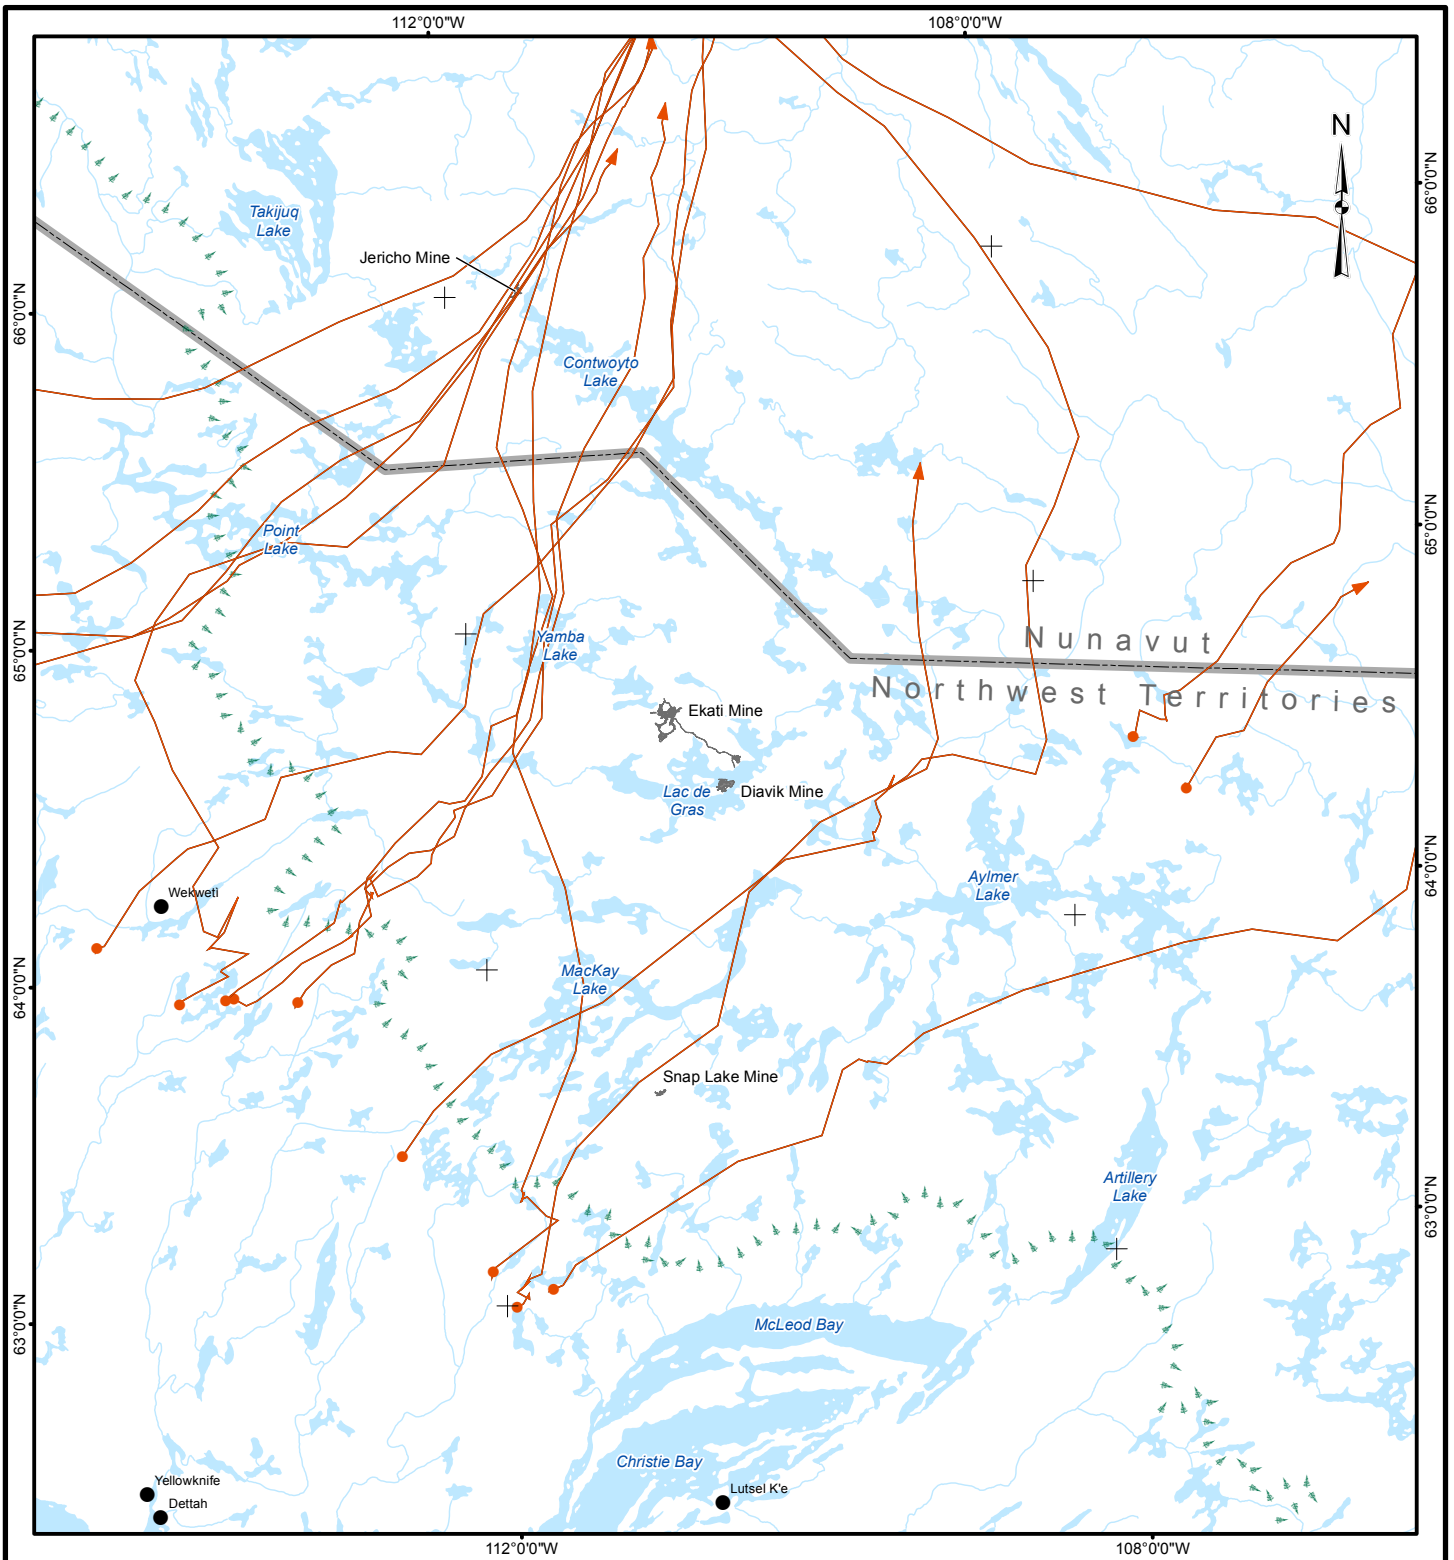 112°0'0"W
108°0'0"W
N
66°0'0"N
Takijuq
Lake
Jericho Mine
66°0'0"N
Contwoyto
Lake
Point
Lake
65°0'0"N
Nunavut
Yamba
Lake
65°0'0"N
Northwest Territories
Ekati Mine
Lac de
Gras
Diavik Mine
64°0'0"N
Aylmer
Lake
Wekweti
MacKay
Lake
64°0'0"N
Snap Lake Mine
Artillery
Lake
63°0'0"N
63°0'0"N
McLeod Bay
Christie Bay
Yellowknife
Lutsel K'e
Dettah
112°0'0"W
108°0'0"W